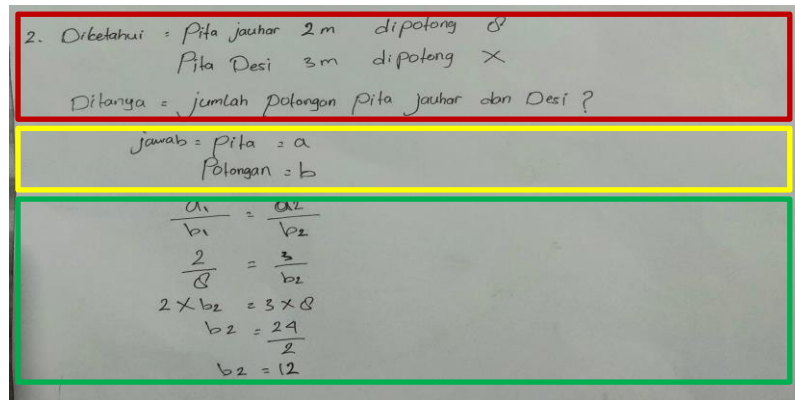 2. Diketahui = Pita jauhar 2 m dipotong 8
Pita Desi 3 m dipotong X
Ditanya = jumlah potongan pita jauhar dan Desi ?
jawab = pita = a
Potongan = b
a₁/b₁ = a2/b2
2/8 = 3/b2
2 X b2 = 3 X 8
b2 = 24/2
b2 = 12